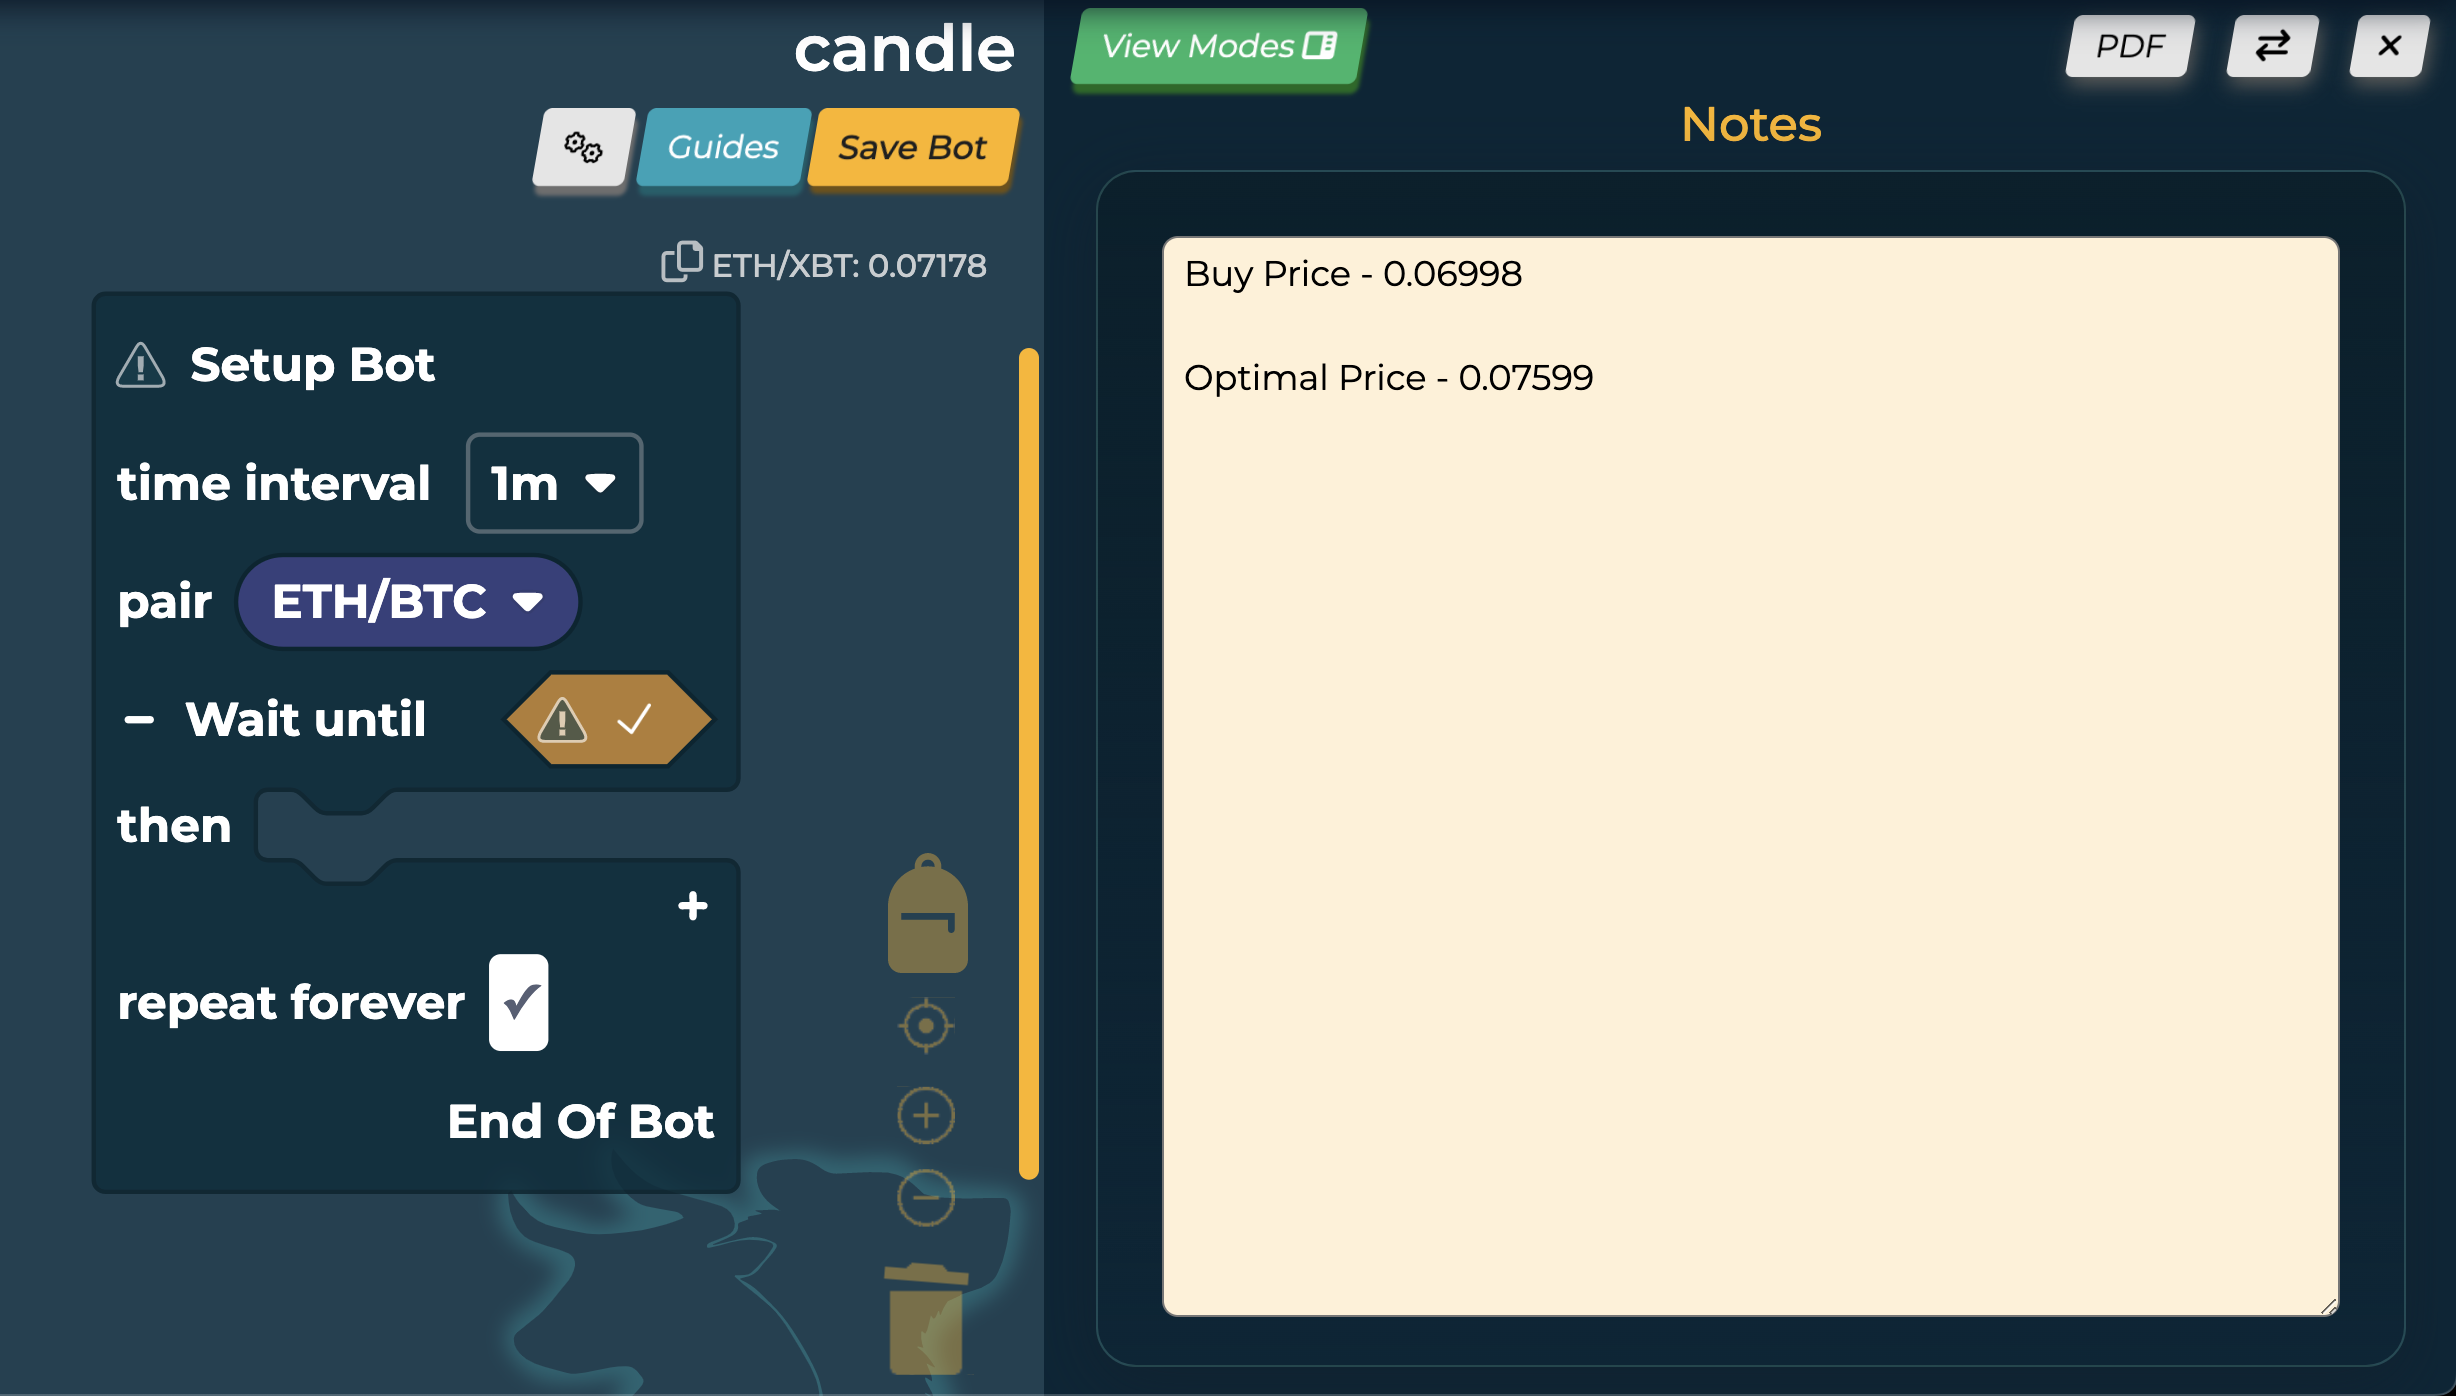 candle
Guides
Save Bot
ETH/XBT: 0.07178
Setup Bot
time interval 1m
pair ETH/BTC
Wait until
then
repeat forever
End Of Bot
View Modes
PDF
Notes
Buy Price - 0.06998
Optimal Price - 0.07599